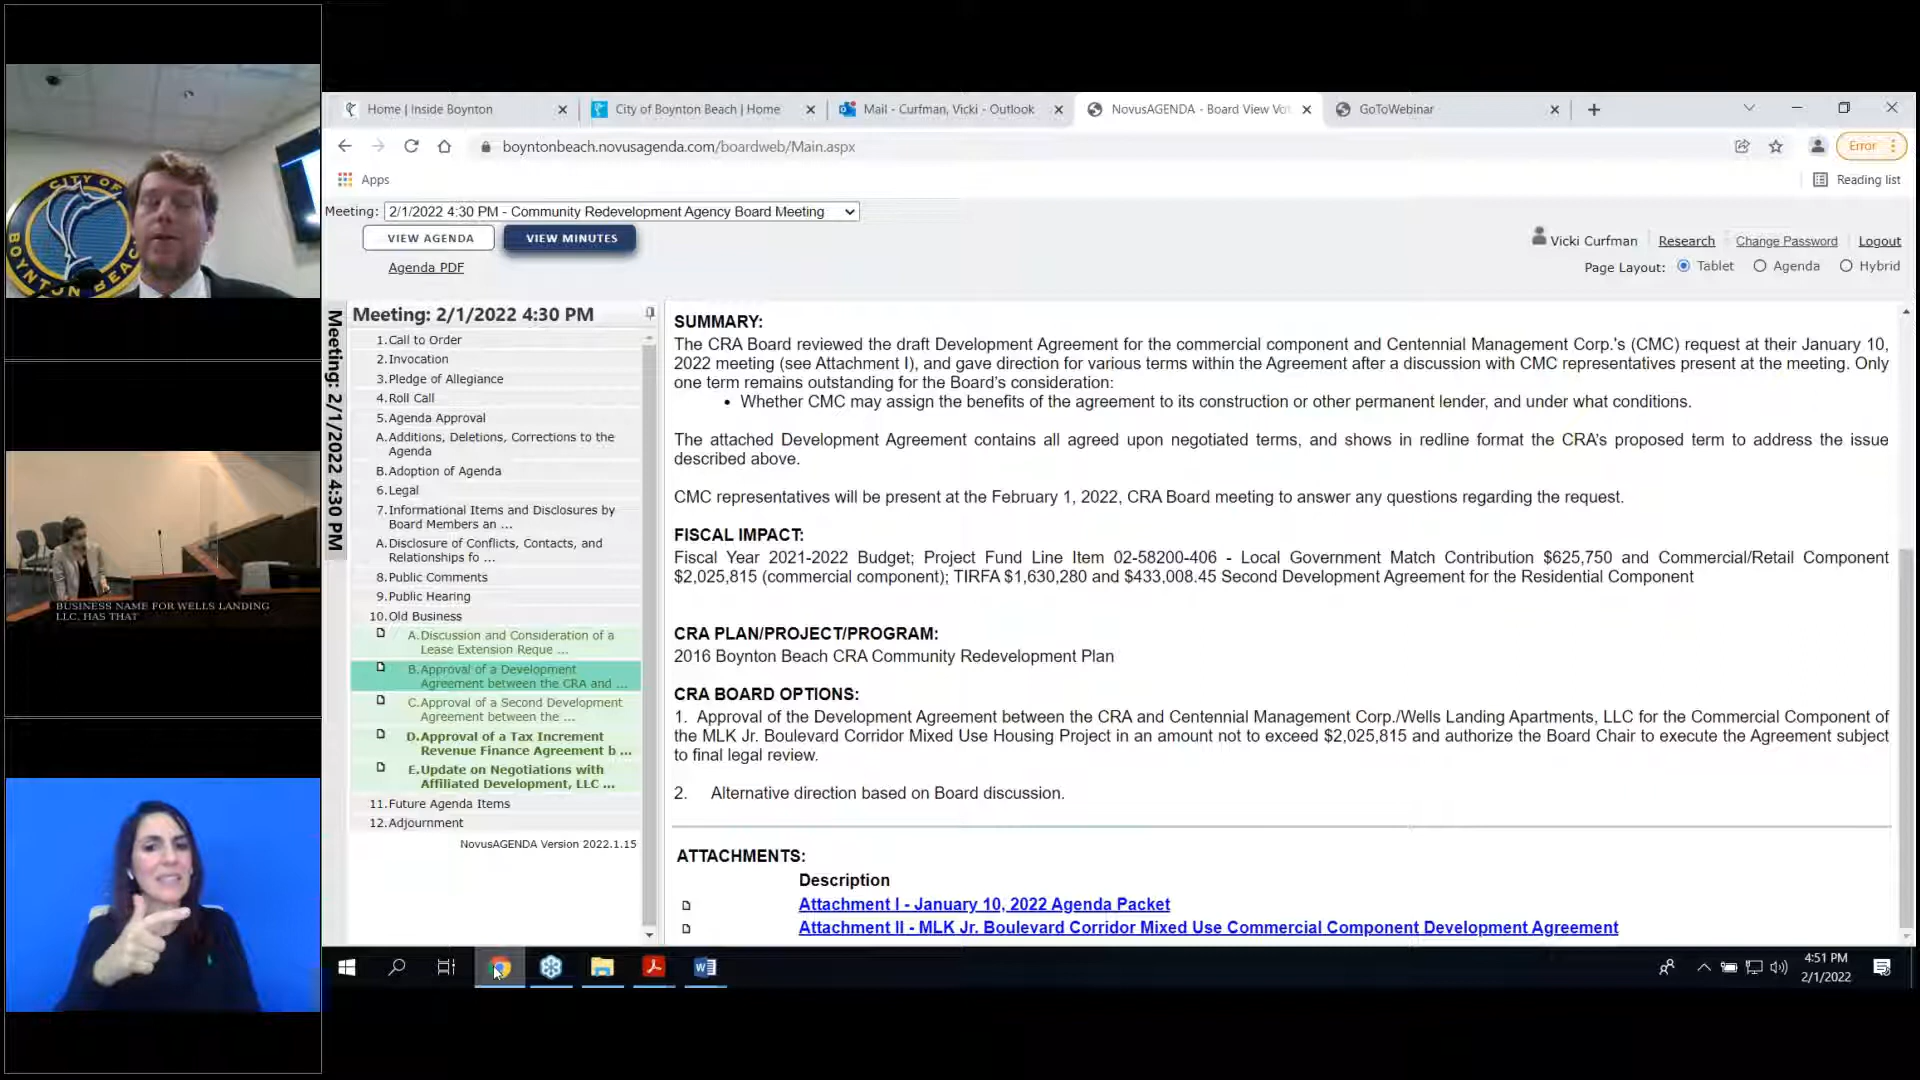 Home | Inside Boynton
City of Boynton Beach | Home
Mail - Curfman, Vicki - Outlook
NovusAGENDA - Board View Vot
GoToWebinar
boyntonbeach.novusagenda.com/boardweb/Main.aspx
Error
Apps
Reading list
Meeting: 2/1/2022 4:30 PM - Community Redevelopment Agency Board Meeting
VIEW AGENDA
VIEW MINUTES
Agenda PDF
Vicki Curfman
Research
Change Password
Logout
Page Layout: Tablet Agenda Hybrid
Meeting: 2/1/2022 4:30 PM
Meeting: 2/1/2022 4:30 PM
1.Call to Order
2.Invocation
3.Pledge of Allegiance
4.Roll Call
5.Agenda Approval
A.Additions, Deletions, Corrections to the
Agenda
B.Adoption of Agenda
6.Legal
7.Informational Items and Disclosures by
Board Members an ...
A.Disclosure of Conflicts, Contacts, and
Relationships fo ...
8.Public Comments
9.Public Hearing
10.Old Business
A.Discussion and Consideration of a
Lease Extension Reque ...
B.Approval of a Development
Agreement between the CRA and ...
C.Approval of a Second Development
Agreement between the ...
D.Approval of a Tax Increment
Revenue Finance Agreement b ...
E.Update on Negotiations with
Affiliated Development, LLC ...
11.Future Agenda Items
12.Adjournment
NovusAGENDA Version 2022.1.15
SUMMARY:
The CRA Board reviewed the draft Development Agreement for the commercial component and Centennial Management Corp.'s (CMC) request at their January 10,
2022 meeting (see Attachment I), and gave direction for various terms within the Agreement after a discussion with CMC representatives present at the meeting. Only
one term remains outstanding for the Board's consideration:
• Whether CMC may assign the benefits of the agreement to its construction or other permanent lender, and under what conditions.
The attached Development Agreement contains all agreed upon negotiated terms, and shows in redline format the CRA's proposed term to address the issue
described above.
CMC representatives will be present at the February 1, 2022, CRA Board meeting to answer any questions regarding the request.
FISCAL IMPACT:
Fiscal Year 2021-2022 Budget; Project Fund Line Item 02-58200-406 - Local Government Match Contribution $625,750 and Commercial/Retail Component
$2,025,815 (commercial component); TIRFA $1,630,280 and $433,008.45 Second Development Agreement for the Residential Component
CRA PLAN/PROJECT/PROGRAM:
2016 Boynton Beach CRA Community Redevelopment Plan
CRA BOARD OPTIONS:
1. Approval of the Development Agreement between the CRA and Centennial Management Corp./Wells Landing Apartments, LLC for the Commercial Component of
the MLK Jr. Boulevard Corridor Mixed Use Housing Project in an amount not to exceed $2,025,815 and authorize the Board Chair to execute the Agreement subject
to final legal review.
2. Alternative direction based on Board discussion.
ATTACHMENTS:
Description
Attachment I - January 10, 2022 Agenda Packet
Attachment II - MLK Jr. Boulevard Corridor Mixed Use Commercial Component Development Agreement
4:51 PM
2/1/2022
CITY OF
BOYNTON BEAC
BUSINESS NAME FOR WELLS LANDING
LLC. HAS THAT